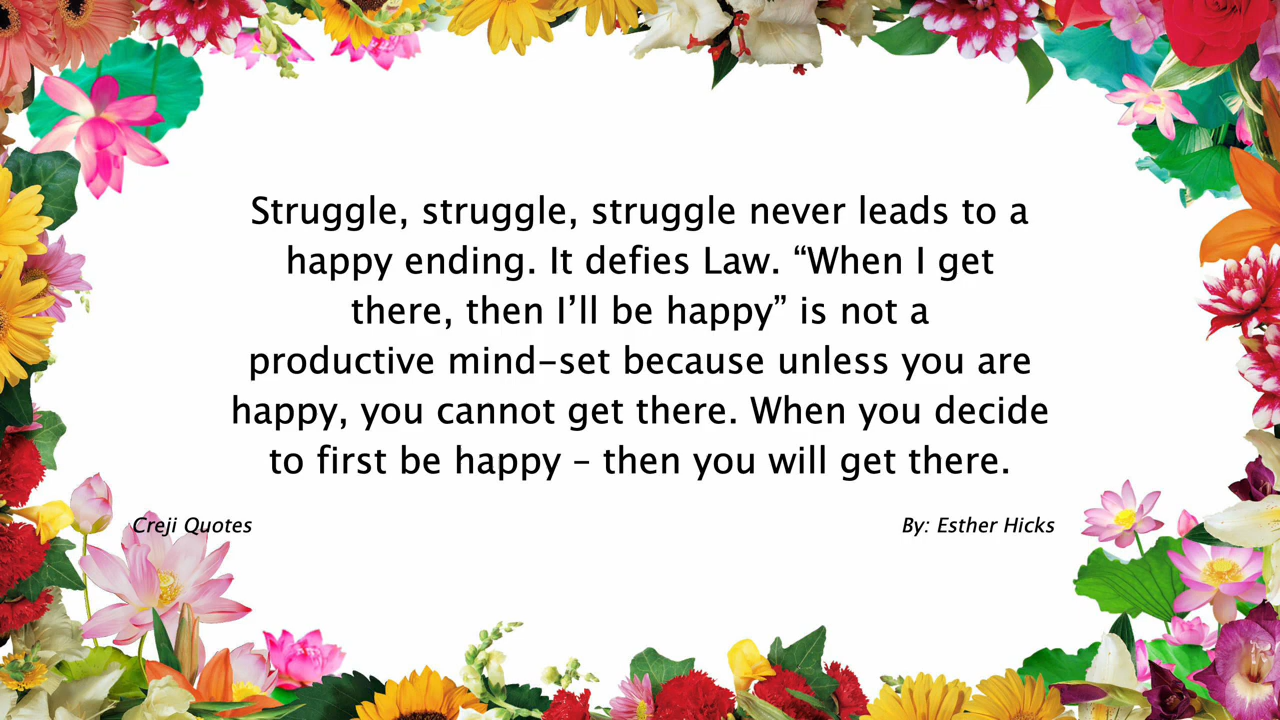 Struggle, struggle, struggle never leads to a
happy ending. It defies Law. “When I get
there, then I’ll be happy” is not a
productive mind-set because unless you are
happy, you cannot get there. When you decide
to first be happy – then you will get there.
Creji Quotes
By: Esther Hicks